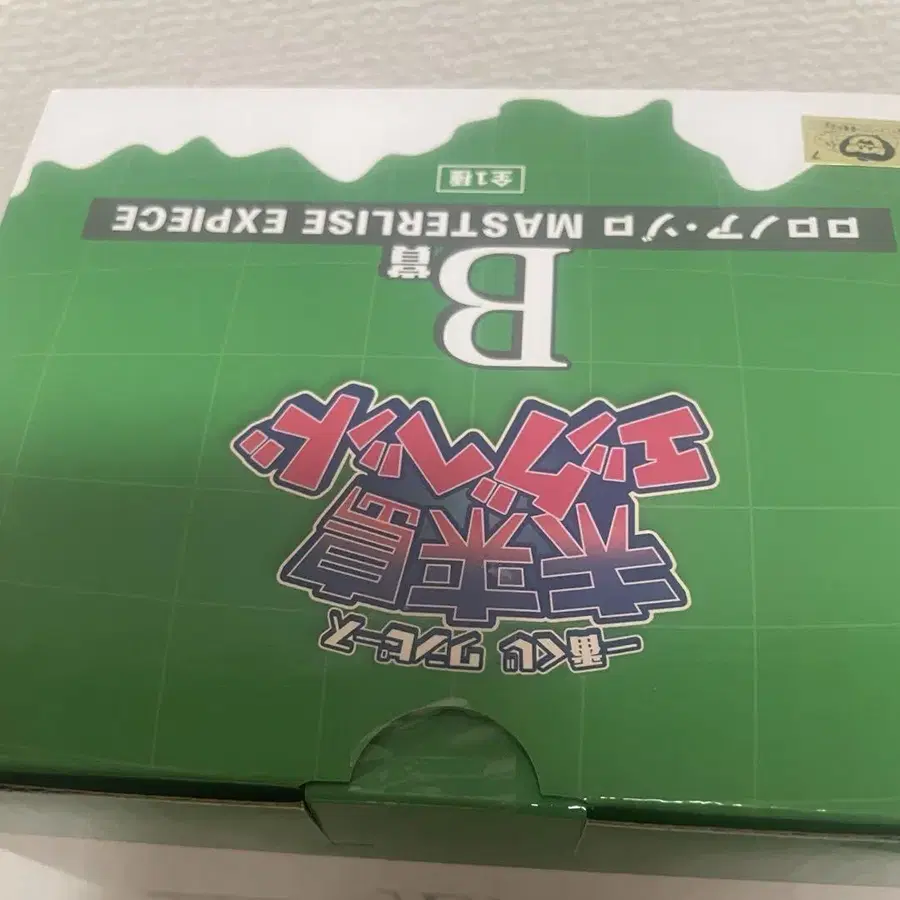 一番くじ ワンピース
未来島
エッグヘッド
B賞
ロロノア・ゾロ MASTERLISE EXPIECE
全1種